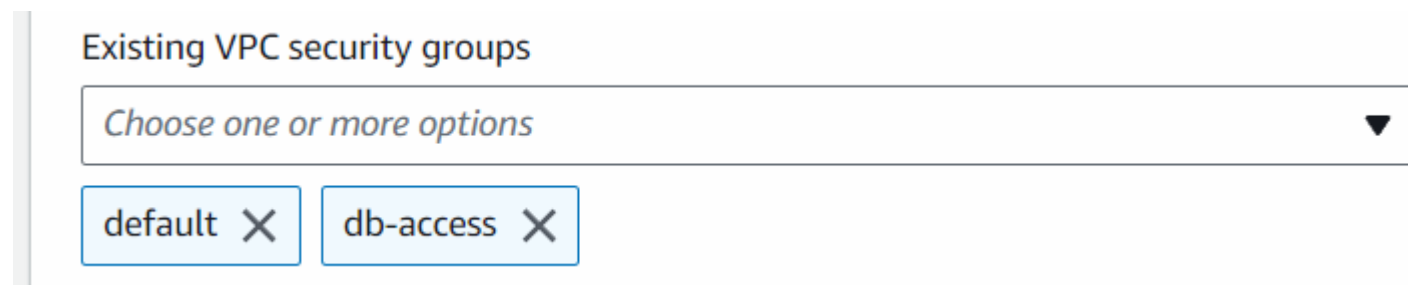 Existing VPC security groups
Choose one or more options
default db-access